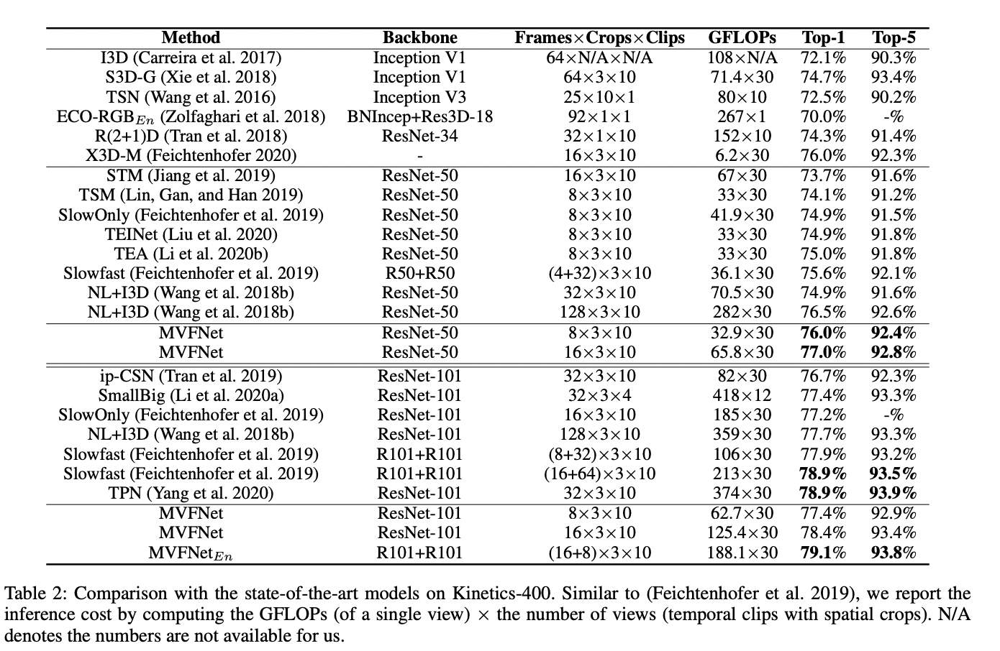 Method Backbone Frames×Crops×Clips GFLOPs Top-1 Top-5
I3D (Carreira et al. 2017) Inception V1 64×N/A×N/A 108×N/A 72.1% 90.3%
S3D-G (Xie et al. 2018) Inception V1 64×3×10 71.4×30 74.7% 93.4%
TSN (Wang et al. 2016) Inception V3 25×10×1 80×10 72.5% 90.2%
ECO-RGBEn (Zolfaghari et al. 2018) BNIncep+Res3D-18 92×1×1 267×1 70.0% -%
R(2+1)D (Tran et al. 2018) ResNet-34 32×1×10 152×10 74.3% 91.4%
X3D-M (Feichtenhofer 2020) - 16×3×10 6.2×30 76.0% 92.3%
STM (Jiang et al. 2019) ResNet-50 16×3×10 67×30 73.7% 91.6%
TSM (Lin, Gan, and Han 2019) ResNet-50 8×3×10 33×30 74.1% 91.2%
SlowOnly (Feichtenhofer et al. 2019) ResNet-50 8×3×10 41.9×30 74.9% 91.5%
TEINet (Liu et al. 2020) ResNet-50 8×3×10 33×30 74.9% 91.8%
TEA (Li et al. 2020b) ResNet-50 8×3×10 33×30 75.0% 91.8%
Slowfast (Feichtenhofer et al. 2019) R50+R50 (4+32)×3×10 36.1×30 75.6% 92.1%
NL+I3D (Wang et al. 2018b) ResNet-50 32×3×10 70.5×30 74.9% 91.6%
NL+I3D (Wang et al. 2018b) ResNet-50 128×3×10 282×30 76.5% 92.6%
MVFNet ResNet-50 8×3×10 32.9×30 76.0% 92.4%
MVFNet ResNet-50 16×3×10 65.8×30 77.0% 92.8%
ip-CSN (Tran et al. 2019) ResNet-101 32×3×10 82×30 76.7% 92.3%
SmallBig (Li et al. 2020a) ResNet-101 32×3×4 418×12 77.4% 93.3%
SlowOnly (Feichtenhofer et al. 2019) ResNet-101 16×3×10 185×30 77.2% -%
NL+I3D (Wang et al. 2018b) ResNet-101 128×3×10 359×30 77.7% 93.3%
Slowfast (Feichtenhofer et al. 2019) R101+R101 (8+32)×3×10 106×30 77.9% 93.2%
Slowfast (Feichtenhofer et al. 2019) R101+R101 (16+64)×3×10 213×30 78.9% 93.5%
TPN (Yang et al. 2020) ResNet-101 32×3×10 374×30 78.9% 93.9%
MVFNet ResNet-101 8×3×10 62.7×30 77.4% 92.9%
MVFNet ResNet-101 16×3×10 125.4×30 78.4% 93.4%
MVFNetEn R101+R101 (16+8)×3×10 188.1×30 79.1% 93.8%
Table 2: Comparison with the state-of-the-art models on Kinetics-400. Similar to (Feichtenhofer et al. 2019), we report the
inference cost by computing the GFLOPs (of a single view) × the number of views (temporal clips with spatial crops). N/A
denotes the numbers are not available for us.